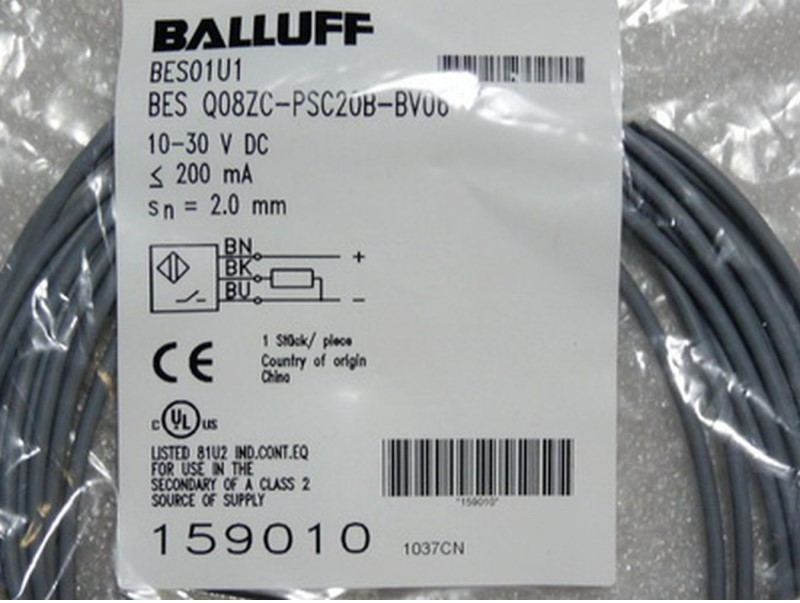 BALLUFF
BES01U1
BES Q08ZC-PSC20B-BV06
10-30 V DC
≤ 200 mA
sn = 2.0 mm
BN +
BK
BU -
CE
1 Stück/ piece
Country of origin
China
c UL us
LISTED 81U2 IND.CONT.EQ
FOR USE IN THE
SECONDARY OF A CLASS 2
SOURCE OF SUPPLY
*159010*
159010 1037CN